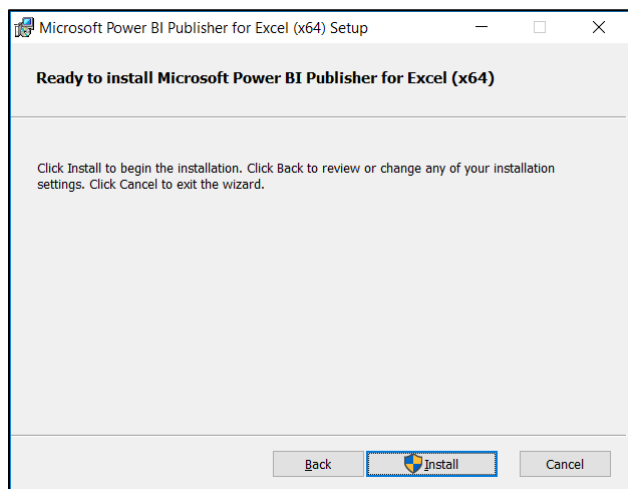 Microsoft Power BI Publisher for Excel (x64) Setup
Ready to install Microsoft Power BI Publisher for Excel (x64)
Click Install to begin the installation. Click Back to review or change any of your installation
settings. Click Cancel to exit the wizard.
Back Install Cancel